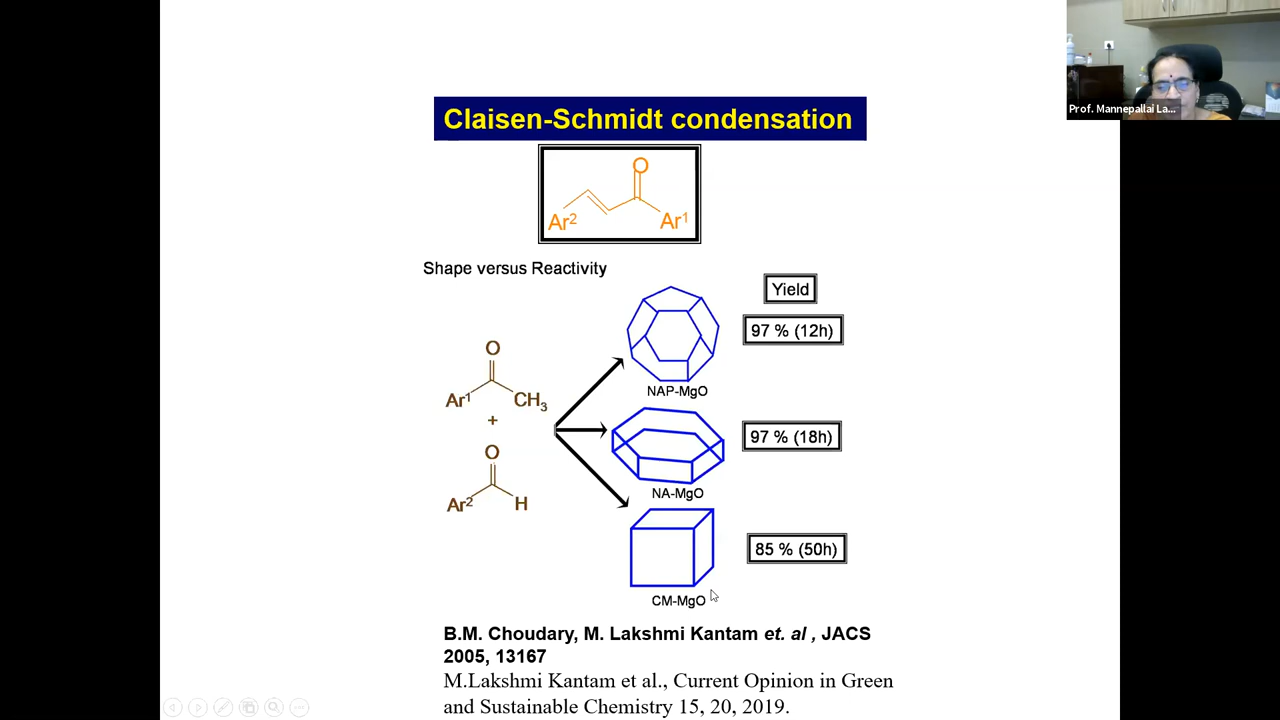 Prof. Mannepallai La...
Claisen-Schmidt condensation
O
Ar²
Ar¹
Shape versus Reactivity
Yield
97 % (12h)
NAP-MgO
O
Ar¹
CH₃
+
O
Ar²
H
97 % (18h)
NA-MgO
85 % (50h)
CM-MgO
B.M. Choudary, M. Lakshmi Kantam et. al , JACS
2005, 13167
M.Lakshmi Kantam et al., Current Opinion in Green
and Sustainable Chemistry 15, 20, 2019.